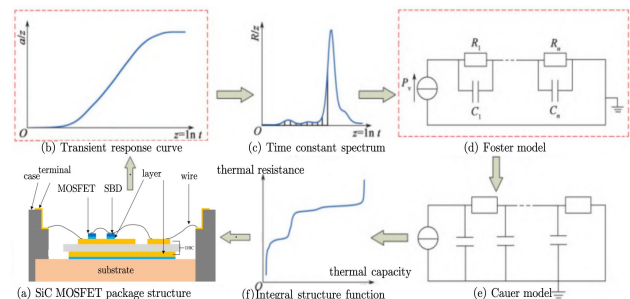 a/z
O
z=ln t
(b) Transient response curve
R/z
O
z=ln t
(c) Time constant spectrum
R1
Rn
Pv
C1
Cn
(d) Foster model
case
terminal
MOSFET
SBD
layer
wire
substrate
(a) SiC MOSFET package structure
thermal resistance
thermal capacity
(f)Integral structure function
(e) Cauer model